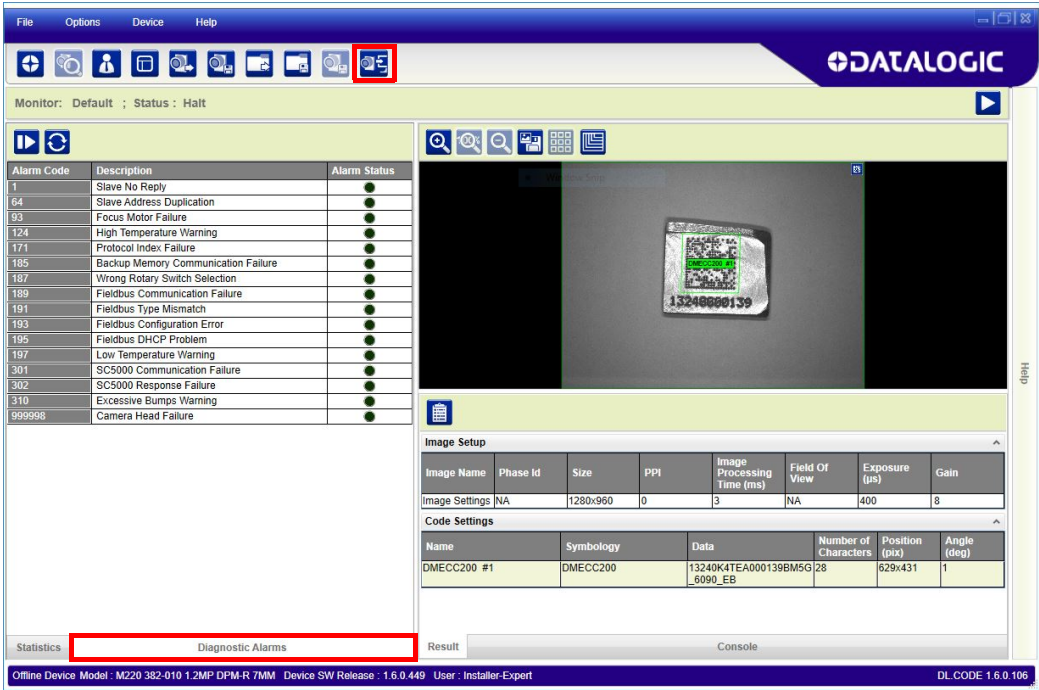 File Options Device Help
DATALOGIC
Monitor: Default ; Status : Halt
Alarm Code Description Alarm Status
1 Slave No Reply
64 Slave Address Duplication
93 Focus Motor Failure
124 High Temperature Warning
171 Protocol Index Failure
185 Backup Memory Communication Failure
187 Wrong Rotary Switch Selection
189 Fieldbus Communication Failure
191 Fieldbus Type Mismatch
193 Fieldbus Configuration Error
195 Fieldbus DHCP Problem
197 Low Temperature Warning
301 SC5000 Communication Failure
302 SC5000 Response Failure
310 Excessive Bumps Warning
999998 Camera Head Failure
Statistics Diagnostic Alarms
DMECC200 #1
13240000139
Image Setup
Image Name Phase Id Size PPI Image Processing Time (ms) Field Of View Exposure (µs) Gain
Image Settings NA 1280x960 0 3 NA 400 8
Code Settings
Name Symbology Data Number of Characters Position (pix) Angle (deg)
DMECC200 #1 DMECC200 13240K4TEA000139BM5G 28 629x431 1
_6090_EB
Result Console
Help
Offline Device Model : M220 382-010 1.2MP DPM-R 7MM Device SW Release : 1.6.0.449 User : Installer-Expert DL.CODE 1.6.0.106